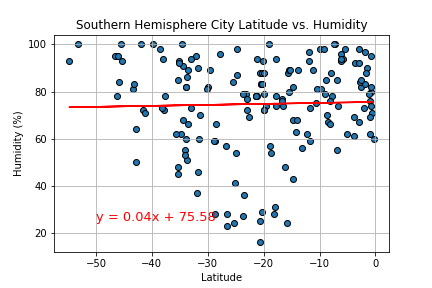 Southern Hemisphere City Latitude vs. Humidity
Humidity (%)
100
80
60
40
20
y = 0.04x + 75.58
−50
−40
−30
−20
−10
0
Latitude